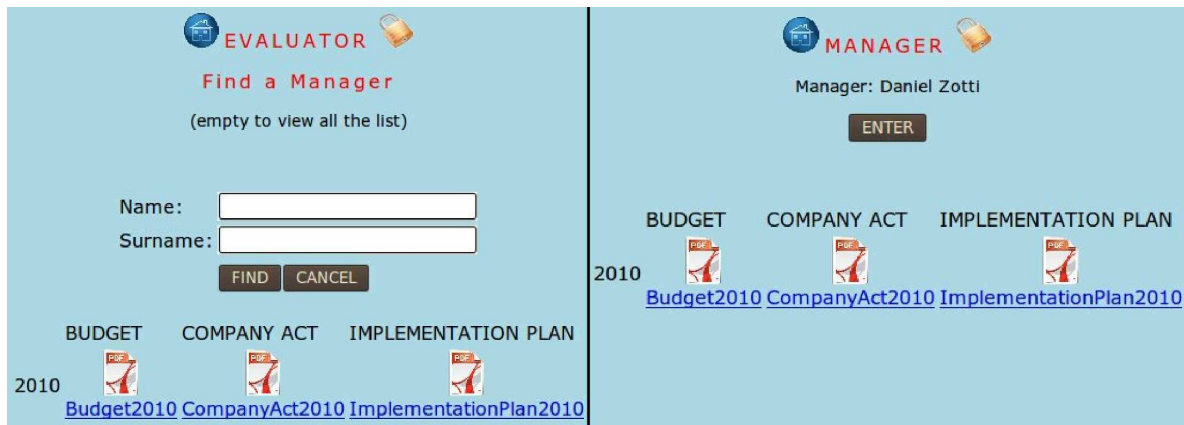 EVALUATOR
Find a Manager
(empty to view all the list)
Name:
Surname:
FIND CANCEL
BUDGET COMPANY ACT IMPLEMENTATION PLAN
PDF PDF PDF
2010
Budget2010 CompanyAct2010 ImplementationPlan2010
MANAGER
Manager: Daniel Zotti
ENTER
BUDGET COMPANY ACT IMPLEMENTATION PLAN
PDF PDF PDF
2010
Budget2010 CompanyAct2010 ImplementationPlan2010